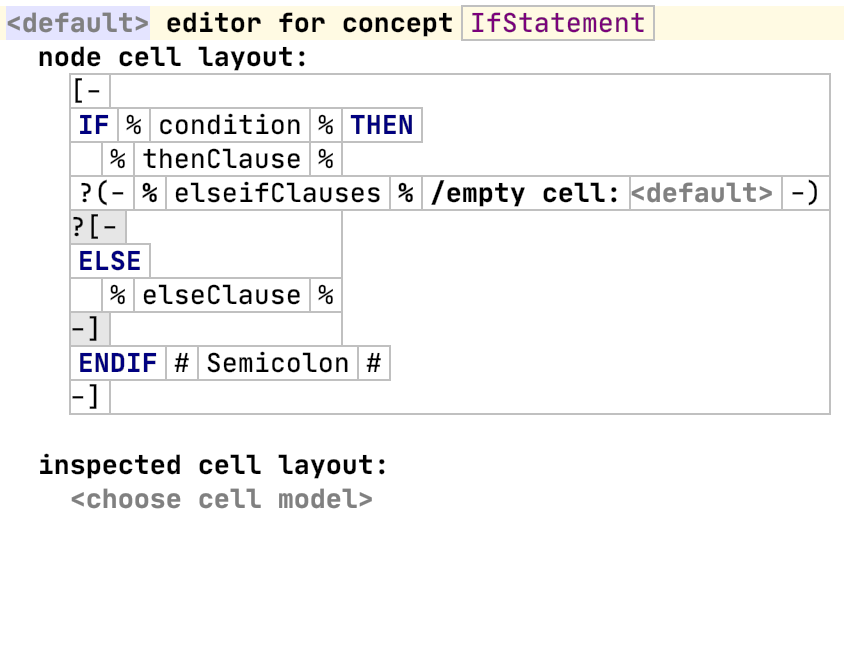 <default> editor for concept IfStatement
node cell layout:
[-
IF % condition % THEN
% thenClause %
?(- % elseifClauses % /empty cell: <default> -)
?[-
ELSE
% elseClause %
-]
ENDIF # Semicolon #
-]
inspected cell layout:
<choose cell model>